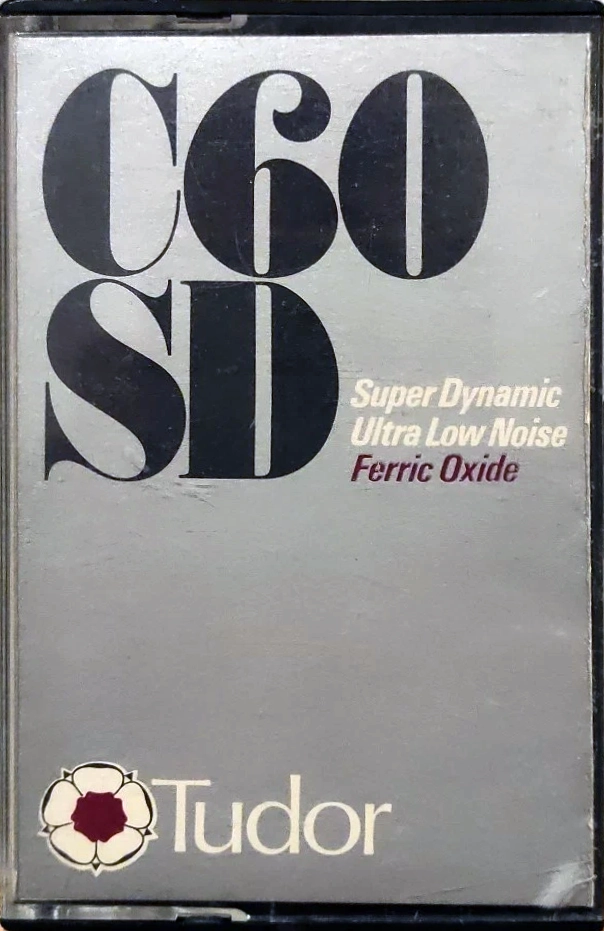 C60
SD
Super Dynamic
Ultra Low Noise
Ferric Oxide
Tudor